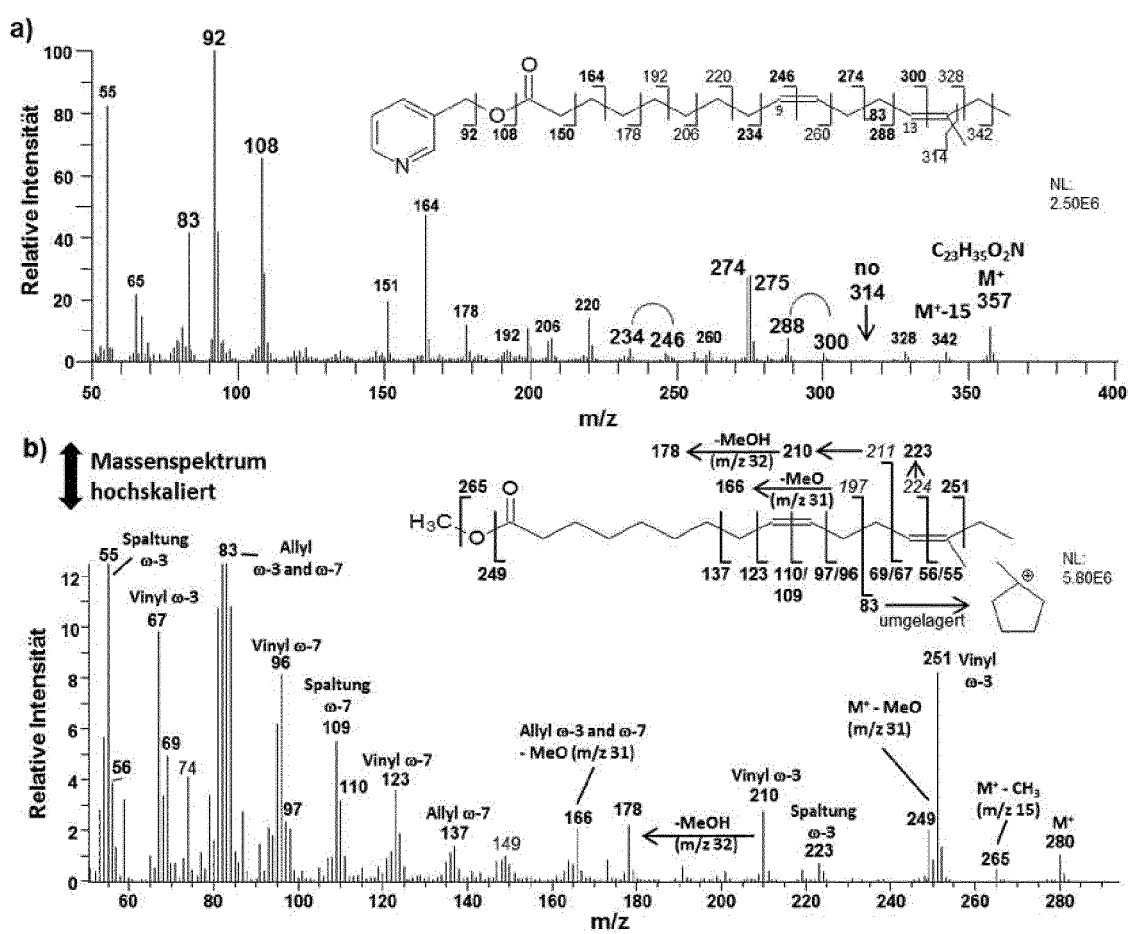 a)
Relative Intensität
100
80
60
40
20
0
50
100
150
200
250
300
350
400
m/z
55
65
83
92
108
151
164
178
192
206
220
234
246
260
274
275
288
300
no
314
328
M⁺-15
342
C₂₃H₃₅O₂N
M⁺
357
NL:
2.50E6
O
O
N
164 192 220 246 274 300 328
9 83 13
92 108 150 178 206 234 260 288 342
314
b)
Massenspektrum
hochskaliert
Relative Intensität
12
10
8
6
4
2
0
60
80
100
120
140
160
180
200
220
240
260
280
m/z
178 -MeOH 210 211 223
(m/z 32)
166 -MeO 197 224 251
(m/z 31)
265 O
H₃C O
249
137 123 110/ 97/96 69/67 56/55
109
83
umgelagert
⊕
NL:
5.80E6
55
Spaltung
ω-3
83 Allyl
ω-3 and ω-7
Vinyl ω-3
67
Vinyl ω-7
96
Spaltung
ω-7
109
56
69
74
97
110
Vinyl ω-7
123
Allyl ω-7
137
149
Allyl ω-3 and ω-7
- MeO (m/z 31)
166
178
-MeOH
(m/z 32)
Vinyl ω-3
210
Spaltung
ω-3
223
M⁺ - MeO
(m/z 31)
249
251 Vinyl
ω-3
M⁺ - CH₃
(m/z 15)
265
M⁺
280